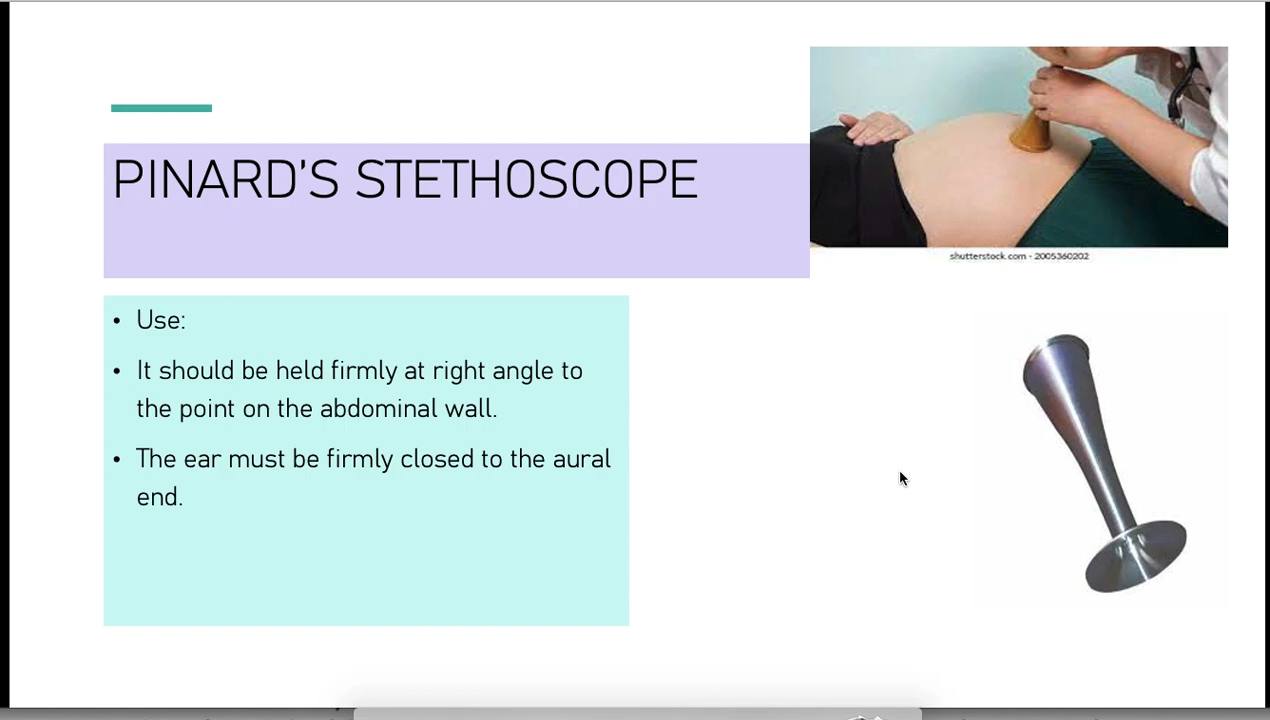 PINARD'S STETHOSCOPE
shutterstock.com · 2005360202
• Use:
• It should be held firmly at right angle to
the point on the abdominal wall.
• The ear must be firmly closed to the aural
end.